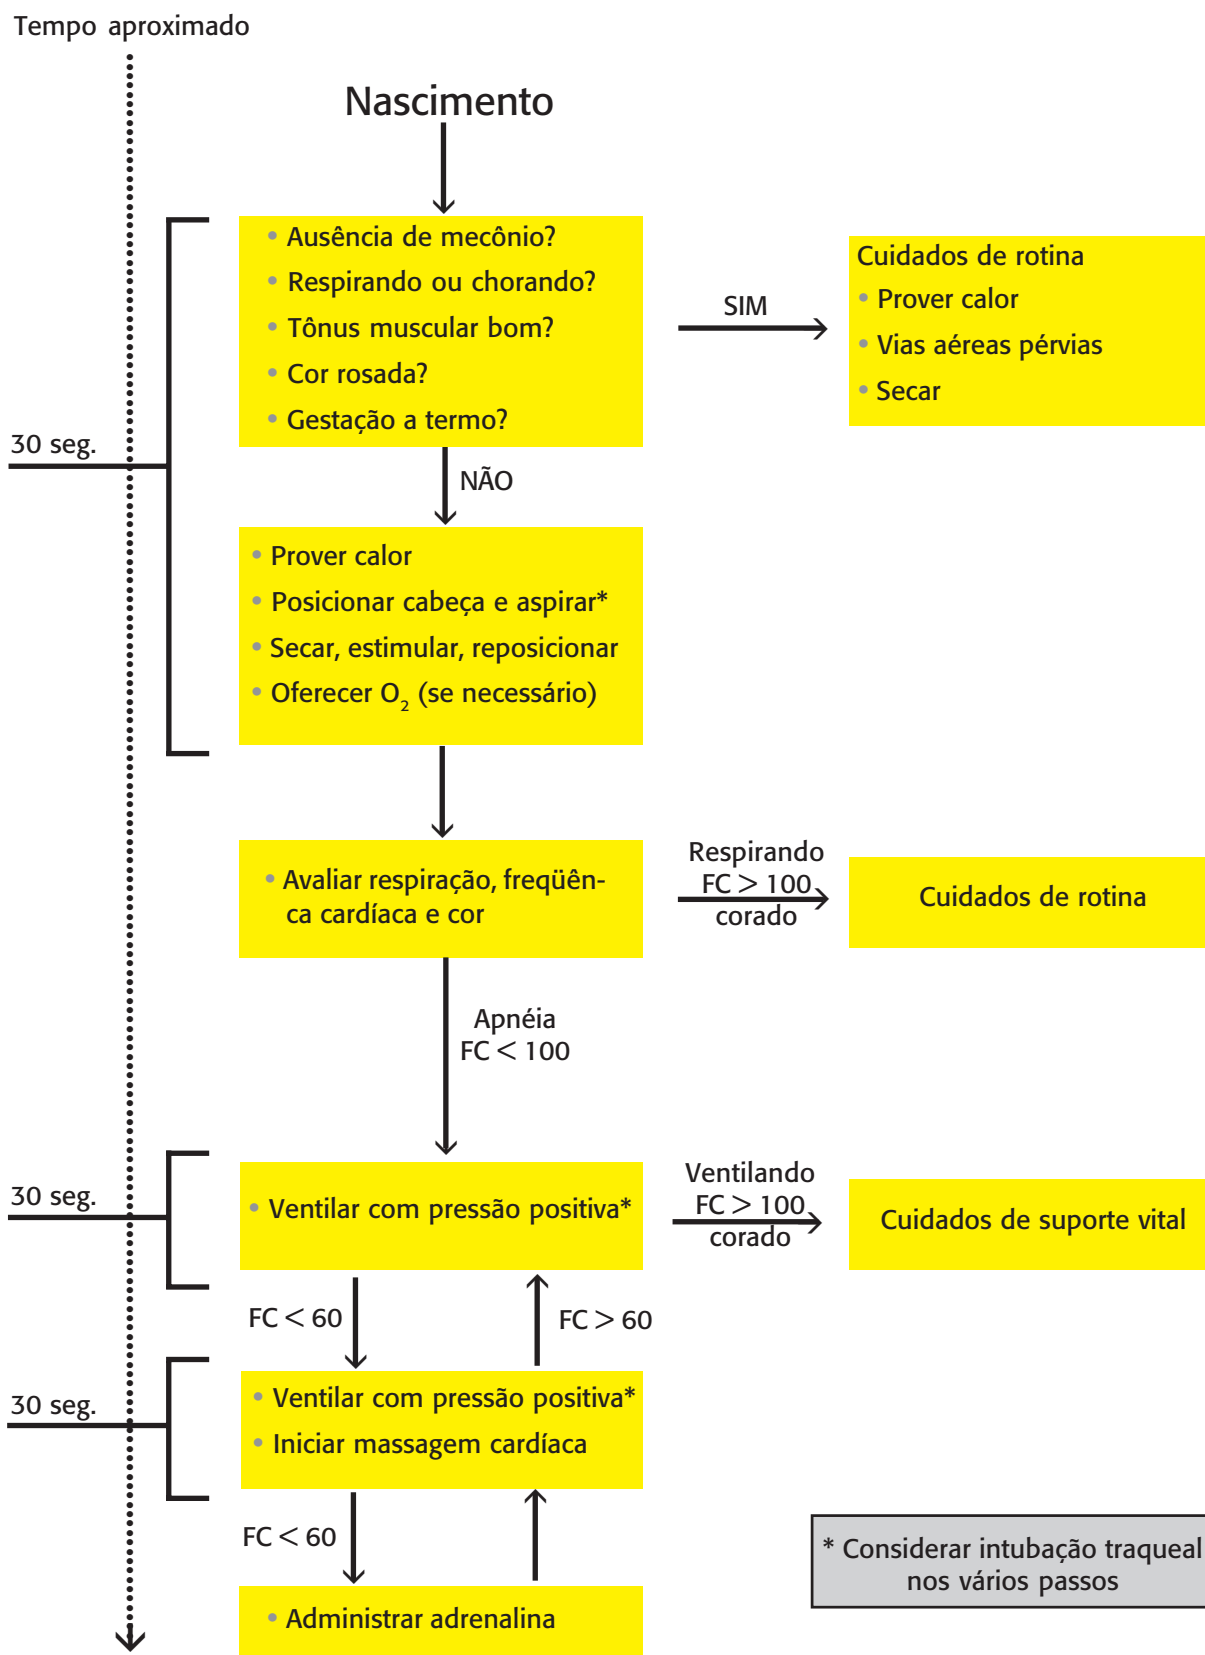 Tempo aproximado
Nascimento
• Ausência de mecônio?
• Respirando ou chorando?
• Tônus muscular bom?
• Cor rosada?
• Gestação a termo?
SIM
Cuidados de rotina
• Prover calor
• Vias aéreas pérvias
• Secar
30 seg.
NÃO
• Prover calor
• Posicionar cabeça e aspirar*
• Secar, estimular, reposicionar
• Oferecer O₂ (se necessário)
• Avaliar respiração, freqüên-
ca cardíaca e cor
Respirando
FC > 100
corado
Cuidados de rotina
Apnéia
FC < 100
30 seg.
• Ventilar com pressão positiva*
Ventilando
FC > 100
corado
Cuidados de suporte vital
FC < 60
FC > 60
30 seg.
• Ventilar com pressão positiva*
• Iniciar massagem cardíaca
FC < 60
• Administrar adrenalina
* Considerar intubação traqueal
nos vários passos